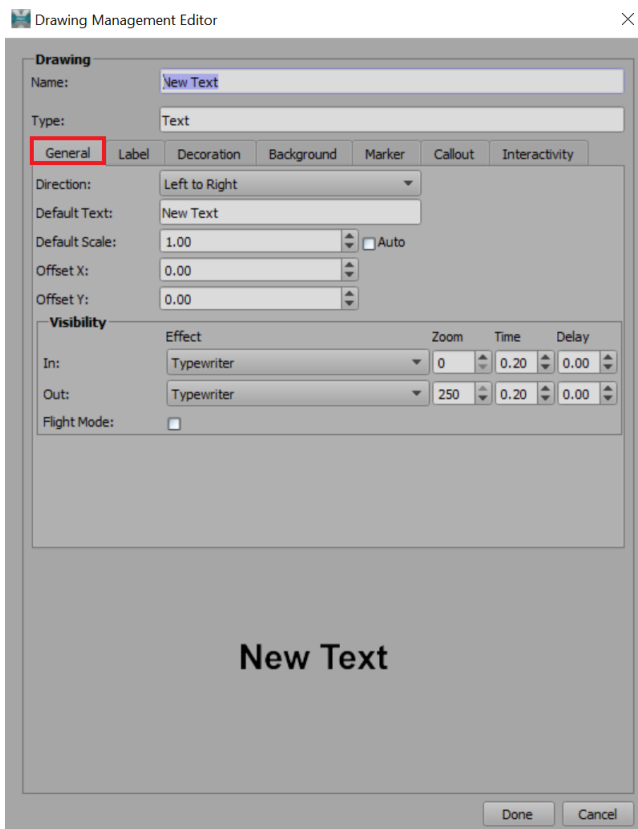 Drawing Management Editor
Drawing
Name: New Text
Type: Text
General Label Decoration Background Marker Callout Interactivity
Direction: Left to Right
Default Text: New Text
Default Scale: 1.00 Auto
Offset X: 0.00
Offset Y: 0.00
Visibility
Effect Zoom Time Delay
In: Typewriter 0 0.20 0.00
Out: Typewriter 250 0.20 0.00
Flight Mode:
New Text
Done Cancel